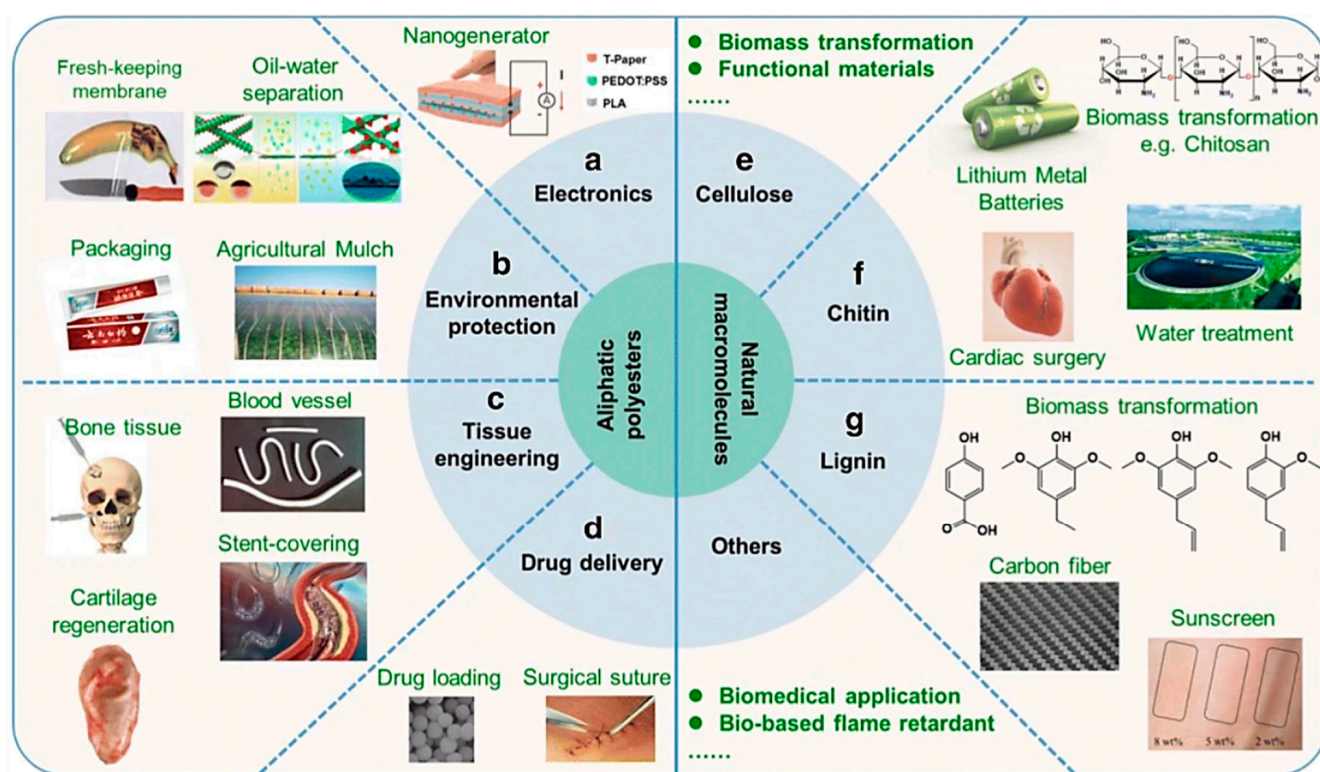 Nanogenerator
T-Paper
PEDOT:PSS
PLA
I
+
A
-
Fresh-keeping
membrane
Oil-water
separation
Packaging
Agricultural Mulch
云南白药
Bone tissue
Blood vessel
Stent-covering
Cartilage
regeneration
Drug loading
Surgical suture
a
Electronics
b
Environmental
protection
c
Tissue
engineering
d
Drug delivery
Aliphatic
polyesters
Natural
macromolecules
e
Cellulose
f
Chitin
g
Lignin
Others
● Biomass transformation
● Functional materials
......
Lithium Metal
Batteries
Biomass transformation
e.g. Chitosan
Cardiac surgery
Water treatment
Biomass transformation
OH
O
OH
OH
O
O
OH
O
O
OH
O
Carbon fiber
Sunscreen
8 wt%
5 wt%
2 wt%
● Biomedical application
● Bio-based flame retardant
......